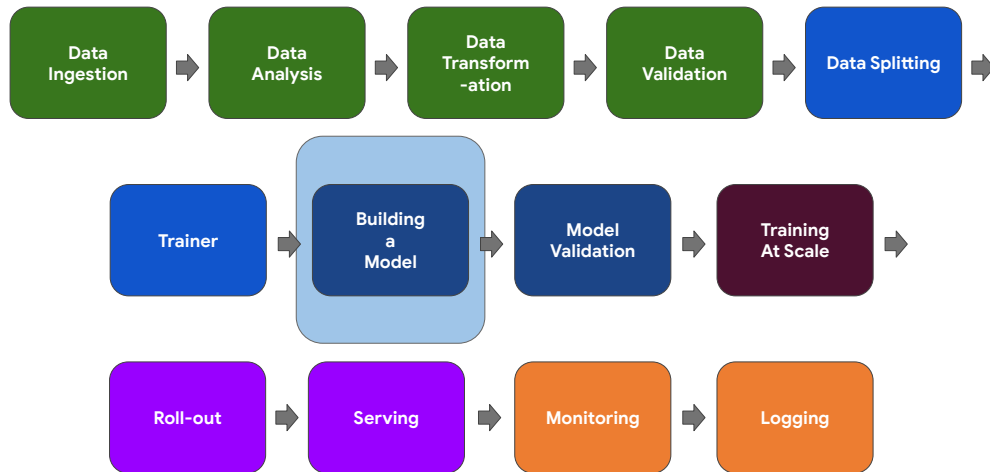 Data
Ingestion
Data
Analysis
Data
Transform
-ation
Data
Validation
Data Splitting
Trainer
Building
a
Model
Model
Validation
Training
At Scale
Roll-out
Serving
Monitoring
Logging